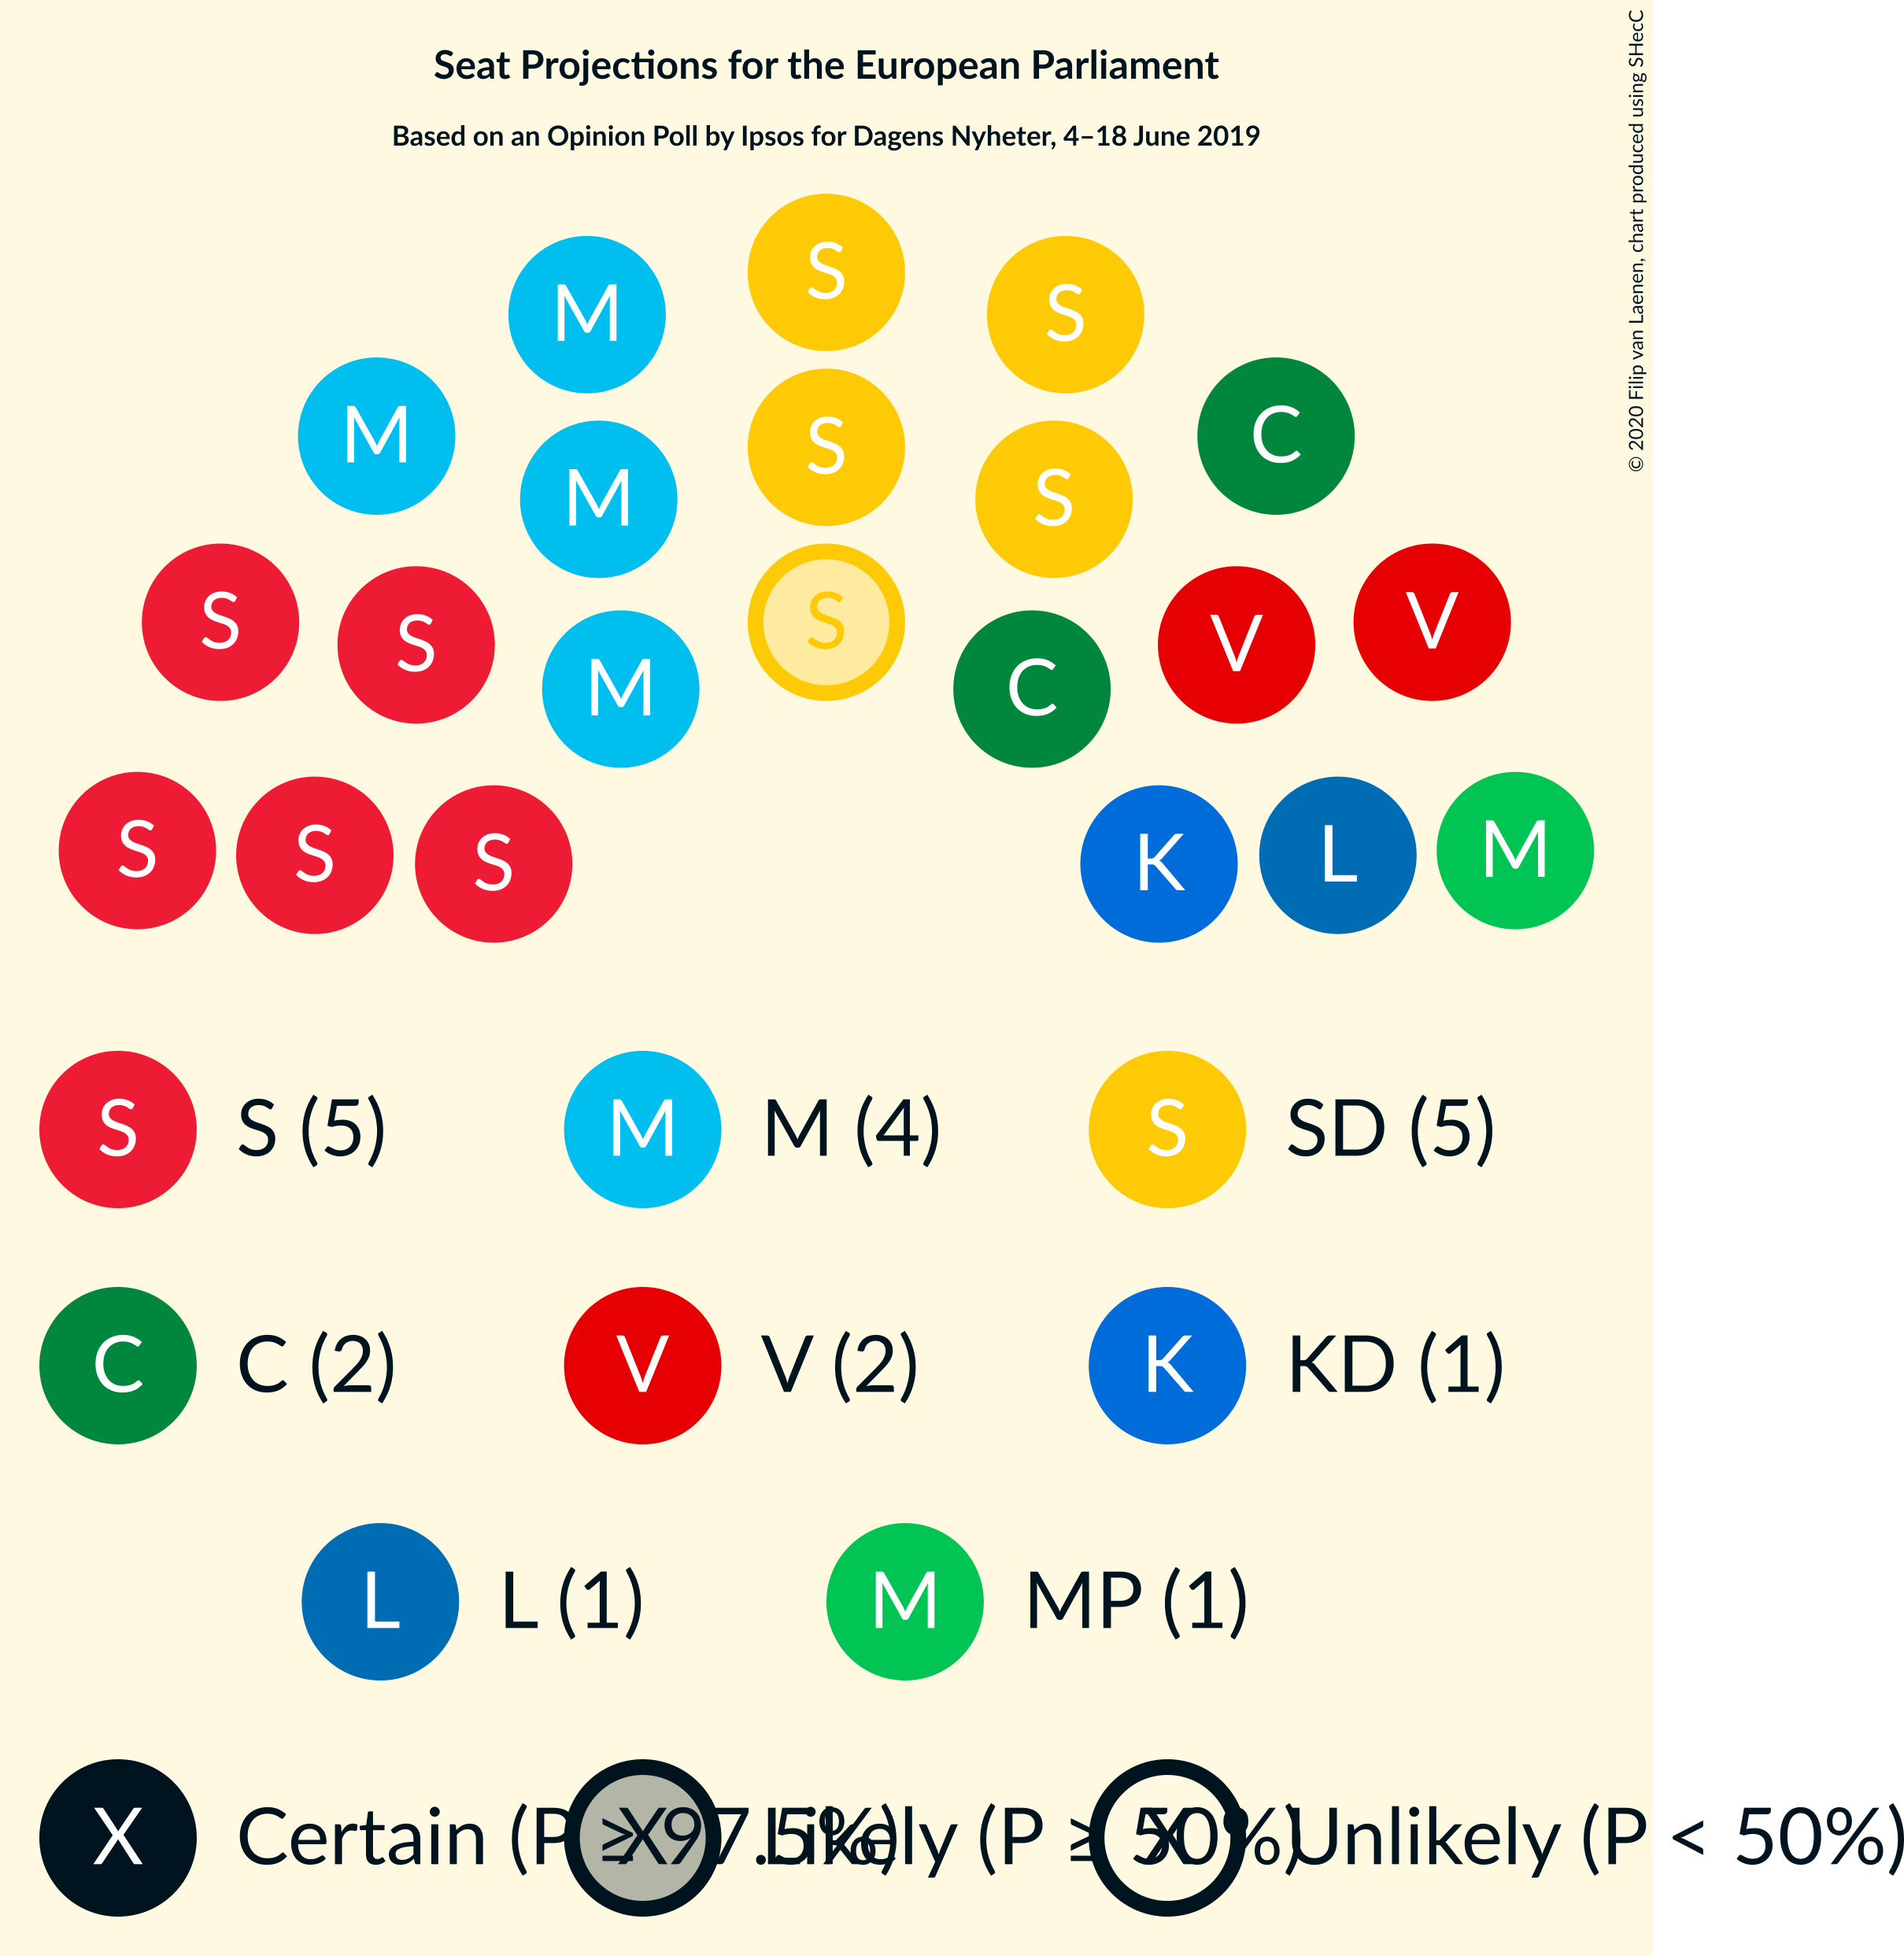 Seat Projections for the European Parliament
Based on an Opinion Poll by Ipsos for Dagens Nyheter, 4–18 June 2019
© 2020 Filip van Laenen, chart produced using SHecC
S
M S
S
M C
M S
S V
S V
S
M C
S M
S L
S K
S S (5) M M (4) S SD (5)
C C (2) V V (2) K KD (1)
L L (1) M MP (1)
X Certain (P ≥ 97.5%) X Likely (P ≥ 50%) X Unlikely (P < 50%)